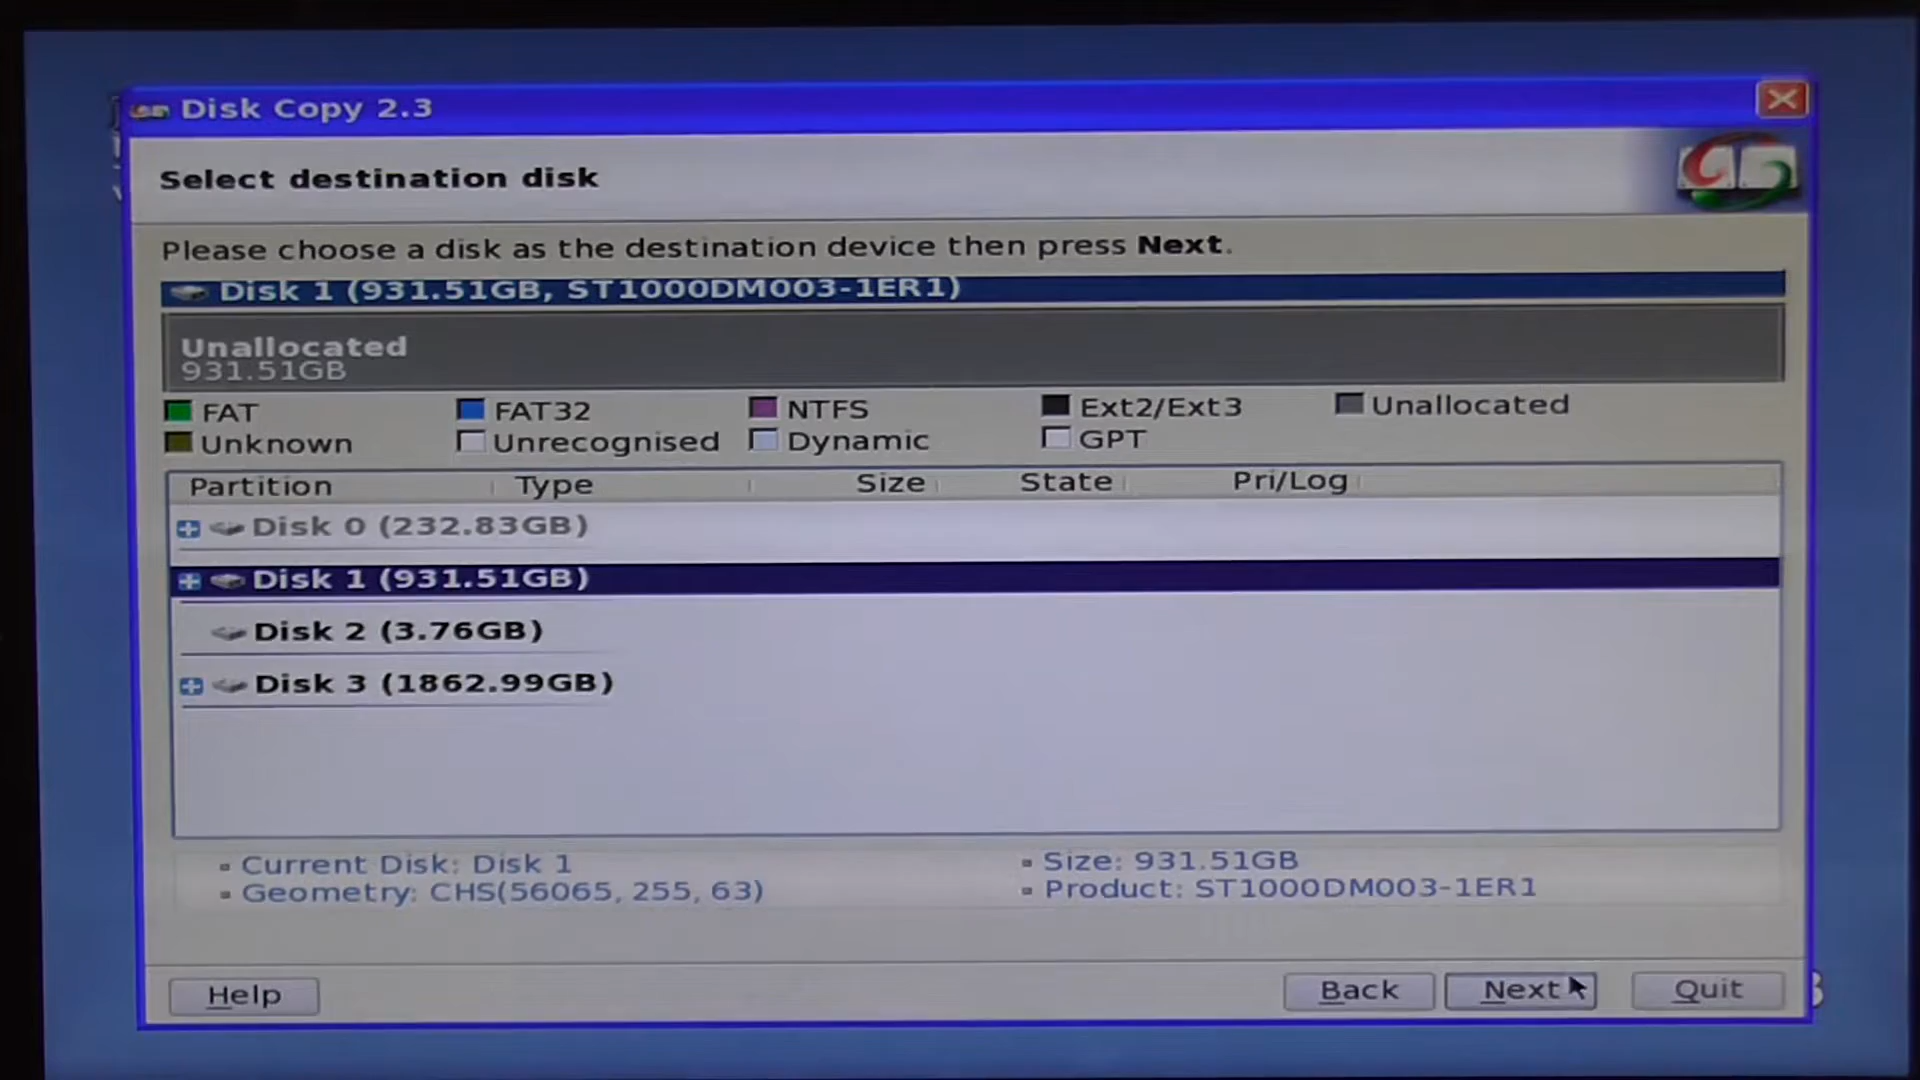 Disk Copy 2.3
Select destination disk
Please choose a disk as the destination device then press Next.
Disk 1 (931.51GB, ST1000DM003-1ER1)
Unallocated
931.51GB
FAT FAT32 NTFS Ext2/Ext3 Unallocated
Unknown Unrecognised Dynamic GPT
Partition Type Size State Pri/Log
Disk 0 (232.83GB)
Disk 1 (931.51GB)
Disk 2 (3.76GB)
Disk 3 (1862.99GB)
Current Disk: Disk 1 Size: 931.51GB
Geometry: CHS(56065, 255, 63) Product: ST1000DM003-1ER1
Help Back Next Quit